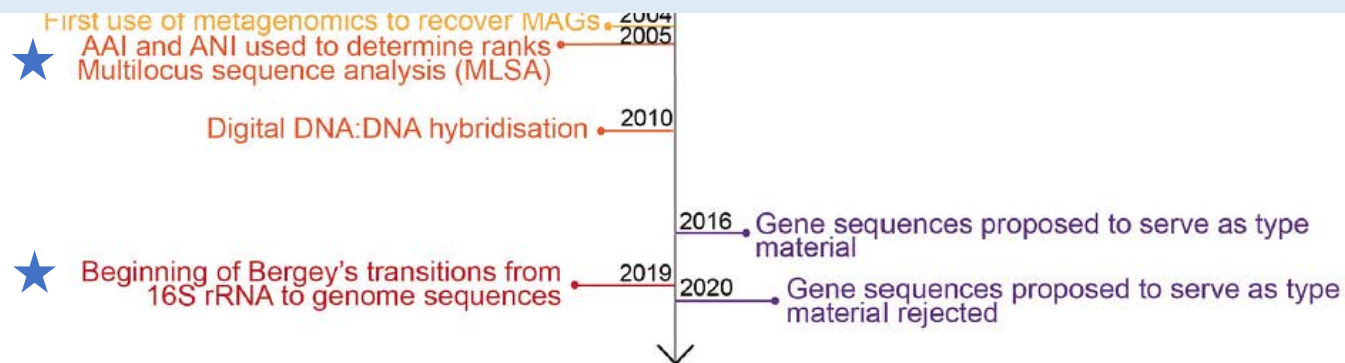 First use of metagenomics to recover MAGs
2004
2005
AAI and ANI used to determine ranks
Multilocus sequence analysis (MLSA)
2010
Digital DNA:DNA hybridisation
2016
Gene sequences proposed to serve as type
material
2019
Beginning of Bergey's transitions from
16S rRNA to genome sequences
2020
Gene sequences proposed to serve as type
material rejected